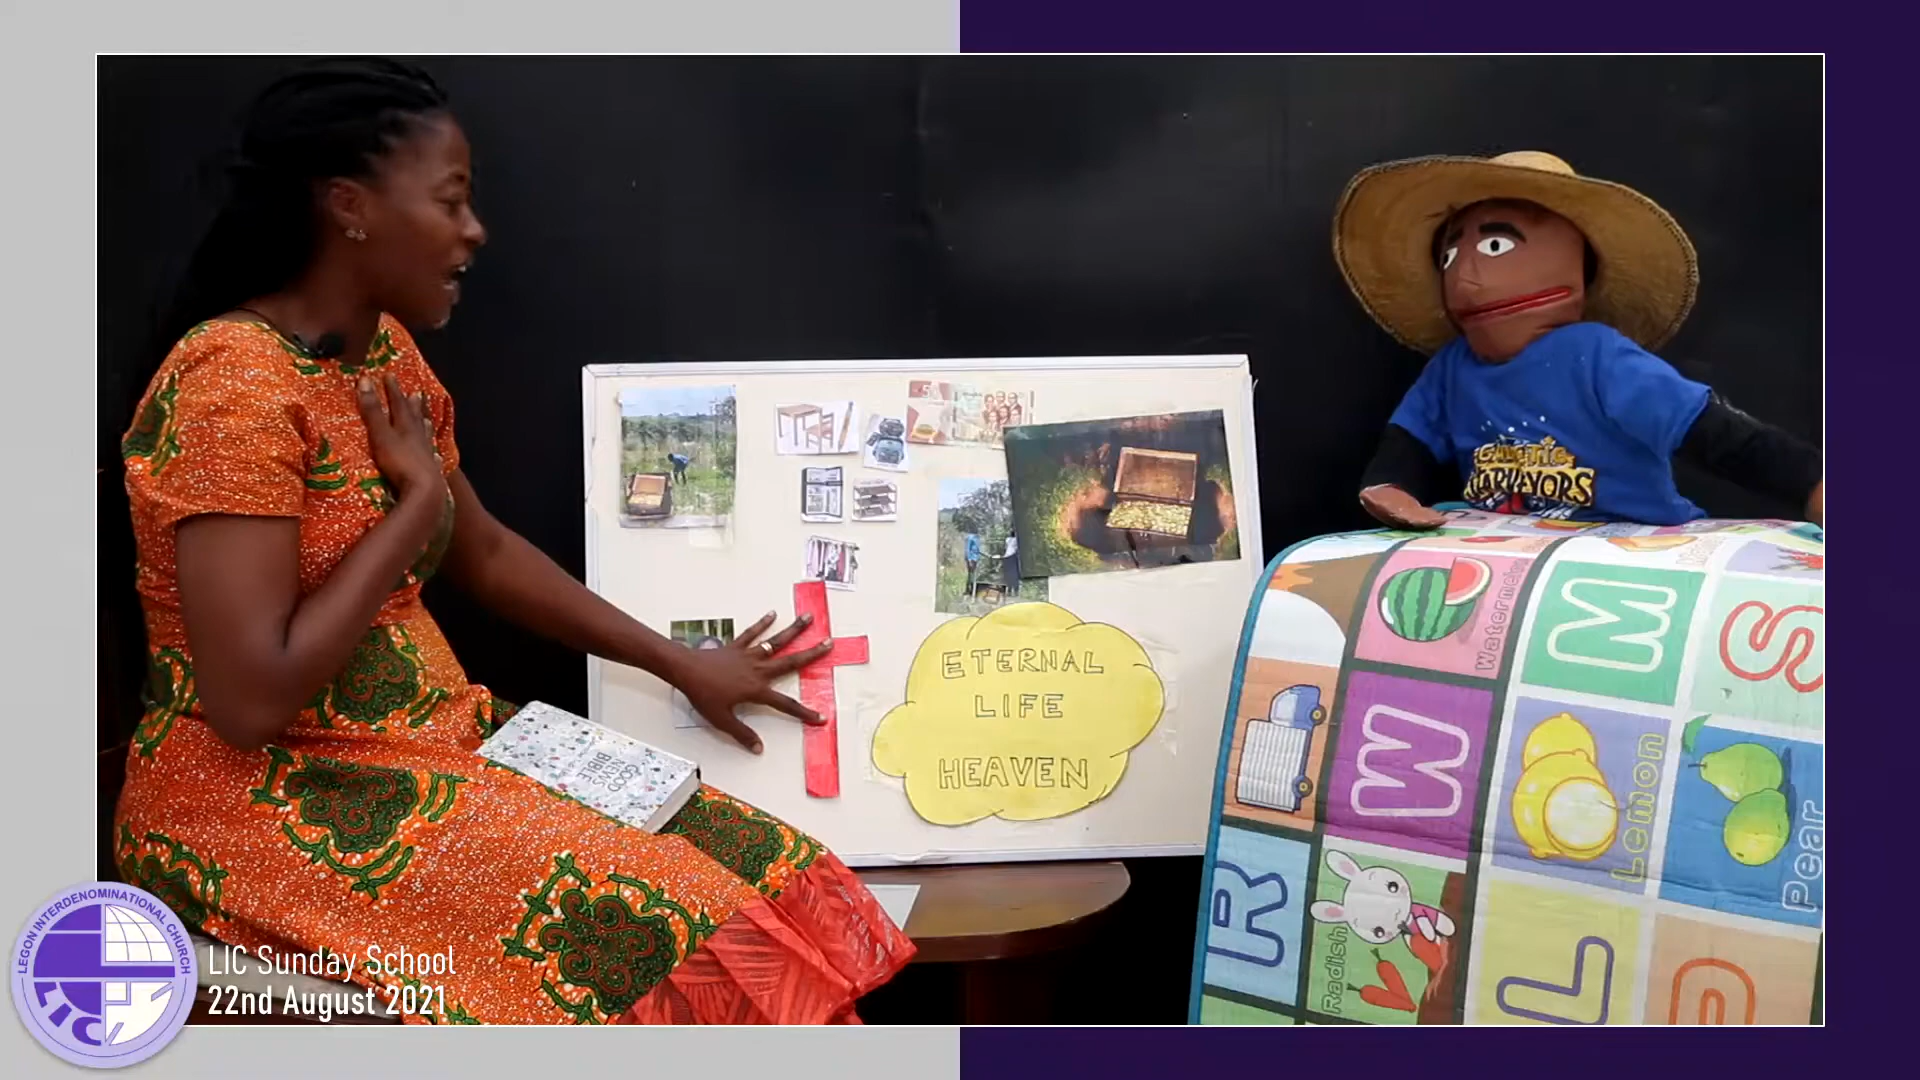 ETERNAL
LIFE
HEAVEN
GOOD
NEWS
BIBLE
Watermelon
M
S
W
Lemon
Pear
R
Radish
L
LEGON INTERDENOMINATIONAL CHURCH
LIC
LIC Sunday School
22nd August 2021